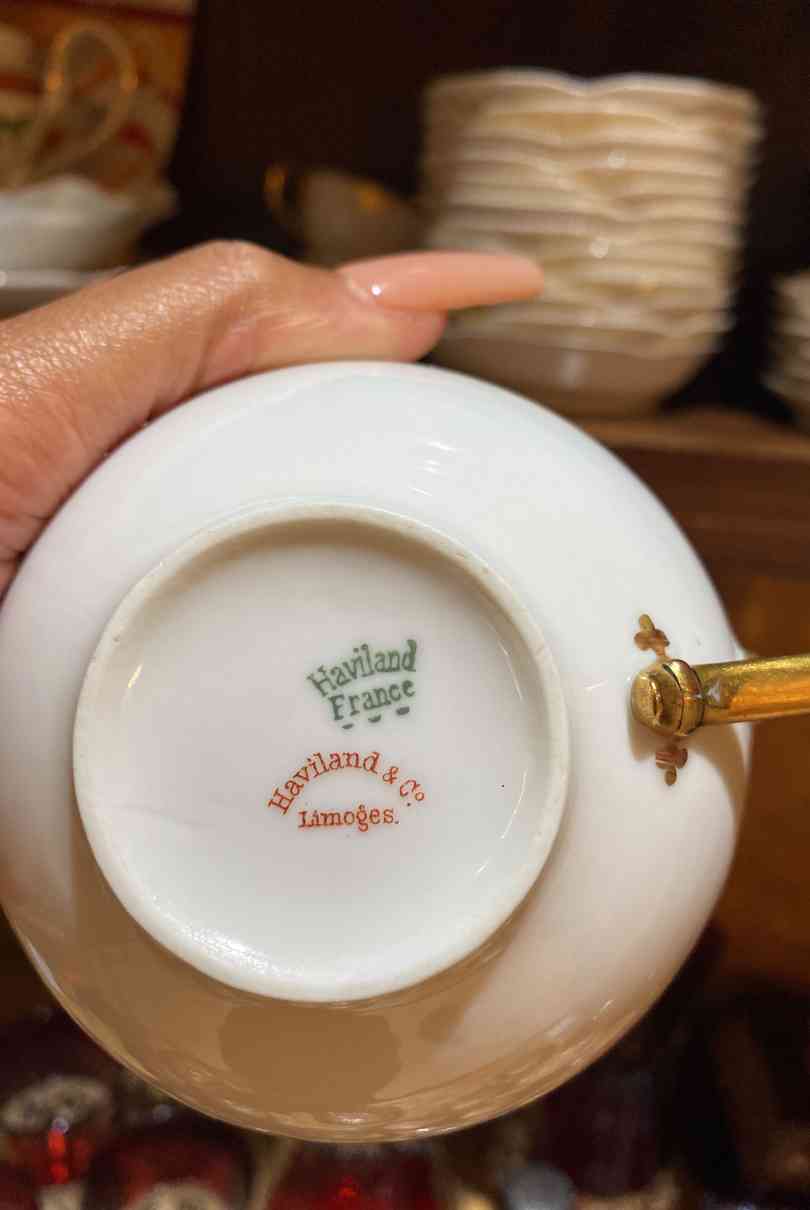 Haviland
France
Haviland & Co.
Limoges.